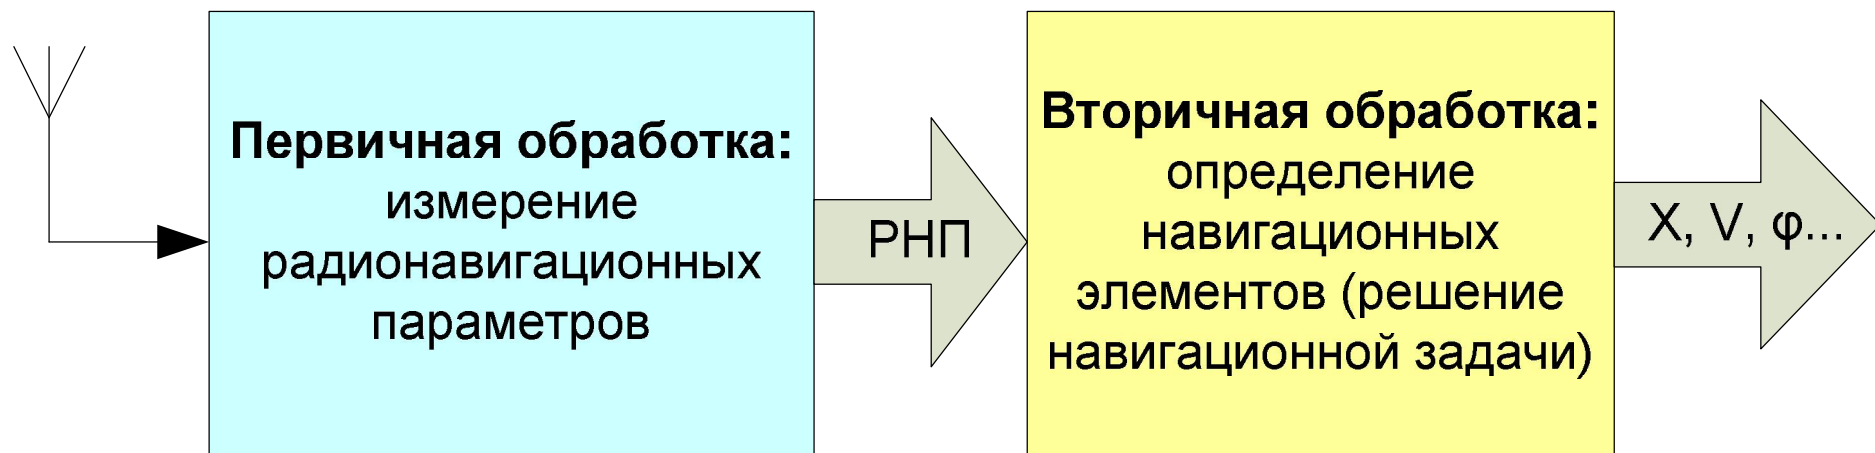 Первичная обработка:
измерение
радионавигационных
параметров
РНП
Вторичная обработка:
определение
навигационных
элементов (решение
навигационной задачи)
X, V, φ...